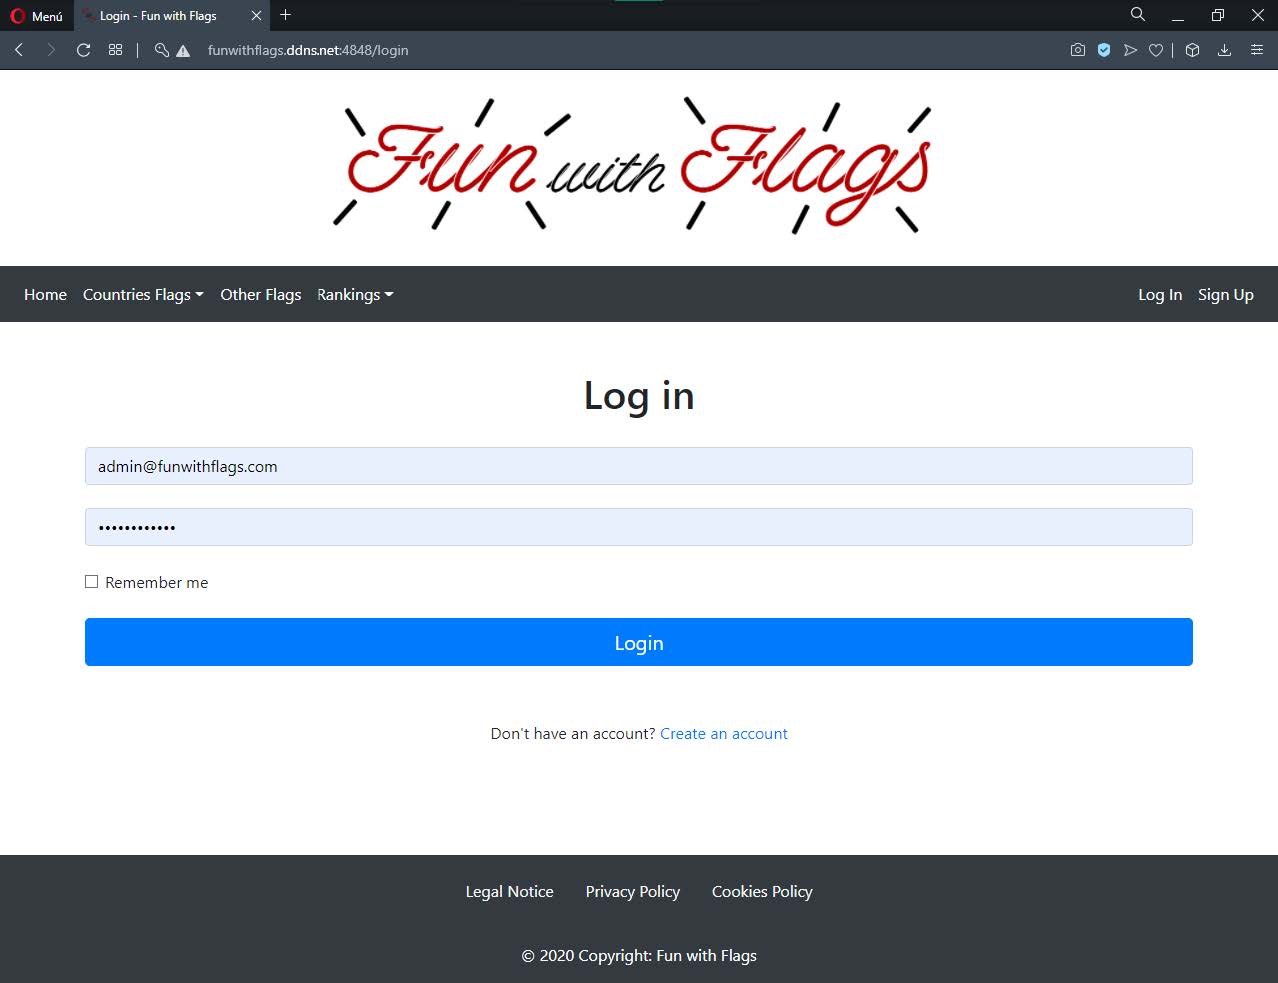 Menú
Login - Fun with Flags
funwithflags.ddns.net:4848/login
Fun with Flags
Home Countries Flags Other Flags Rankings Log In Sign Up
Log in
admin@funwithflags.com
••••••••••••
Remember me
Login
Don't have an account? Create an account
Legal Notice Privacy Policy Cookies Policy
© 2020 Copyright: Fun with Flags